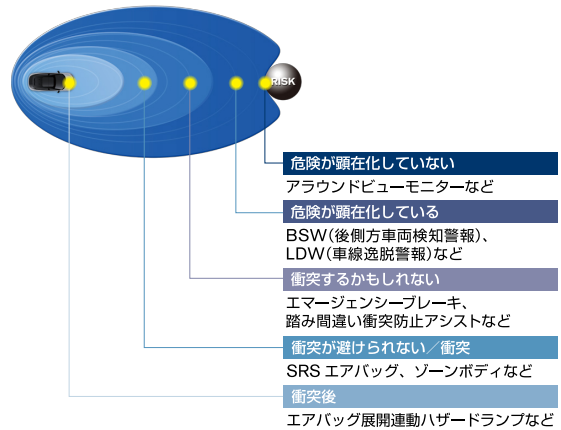 RISK
危険が顕在化していない
アラウンドビューモニターなど
危険が顕在化している
BSW(後側方車両検知警報)、
LDW(車線逸脱警報)など
衝突するかもしれない
エマージェンシーブレーキ、
踏み間違い衝突防止アシストなど
衝突が避けられない／衝突
SRSエアバッグ、ゾーンボディなど
衝突後
エアバッグ展開連動ハザードランプなど